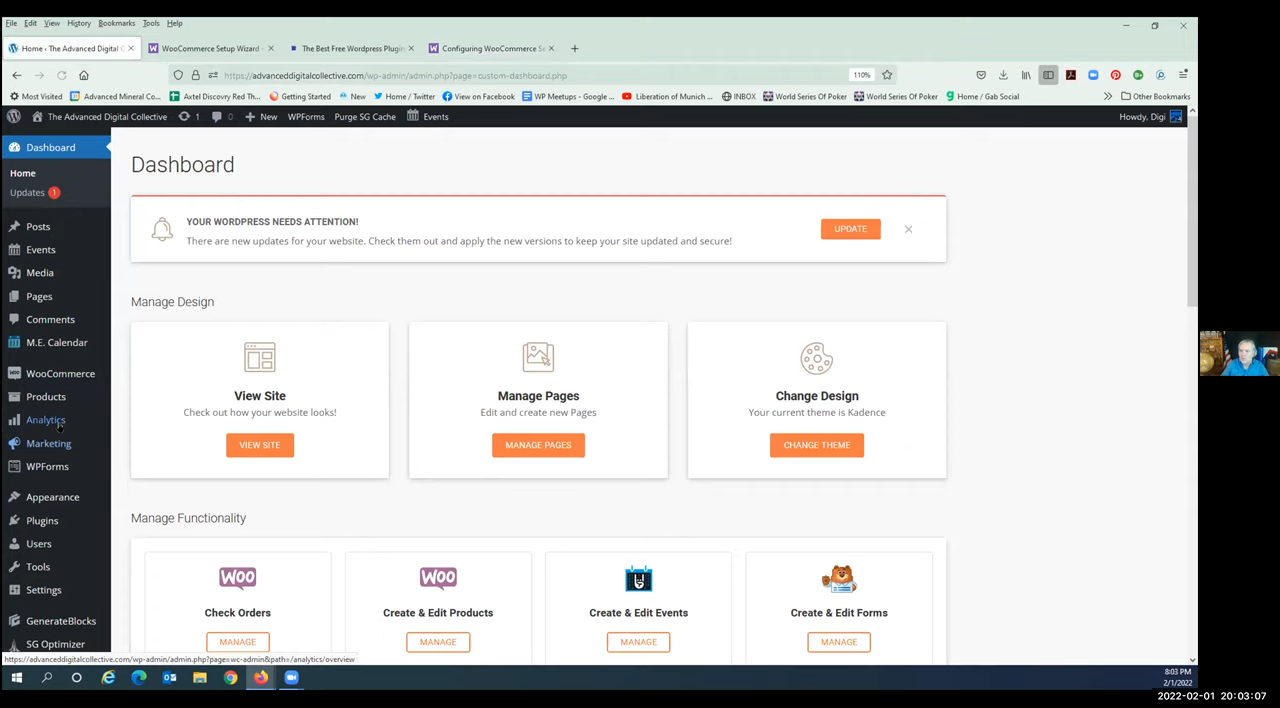 File Edit View History Bookmarks Tools Help
Home ‹ The Advanced Digital C
WooCommerce Setup Wizard -
The Best Free Wordpress Plugin
Configuring WooCommerce Se
https://advanceddigitalcollective.com/wp-admin/admin.php?page=custom-dashboard.php
110%
Most Visited
Advanced Mineral Co...
Axtel Discovry Red Th...
Getting Started
New
Home / Twitter
View on Facebook
WP Meetups - Google ...
Liberation of Munich ...
INBOX
World Series Of Poker
World Series Of Poker
Home / Gab Social
Other Bookmarks
The Advanced Digital Collective
1
0
New
WPForms
Purge SG Cache
Events
Howdy, Digi
Dashboard
Home
Updates 1
Posts
Events
Media
Pages
Comments
M.E. Calendar
WooCommerce
Products
Analytics
Marketing
WPForms
Appearance
Plugins
Users
Tools
Settings
GenerateBlocks
SG Optimizer
Dashboard
YOUR WORDPRESS NEEDS ATTENTION!
There are new updates for your website. Check them out and apply the new versions to keep your site updated and secure!
UPDATE
Manage Design
View Site
Check out how your website looks!
VIEW SITE
Manage Pages
Edit and create new Pages
MANAGE PAGES
Change Design
Your current theme is Kadence
CHANGE THEME
Manage Functionality
WOO
Check Orders
MANAGE
WOO
Create & Edit Products
MANAGE
Create & Edit Events
MANAGE
Create & Edit Forms
MANAGE
https://advanceddigitalcollective.com/wp-admin/admin.php?page=wc-admin&path=/analytics/overview
8:03 PM
2/1/2022
2022-02-01 20:03:07